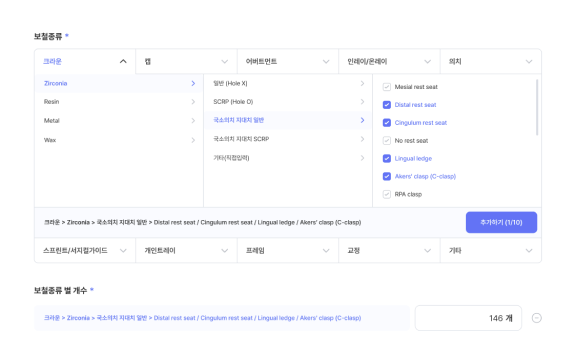 보철종류 *
크라운 캡 어버트먼트 인레이/온레이 의치
Zirconia 일반 (Hole X) Mesial rest seat
Resin SCRP (Hole O) Distal rest seat
Metal 국소의치 지대치 일반 Cingulum rest seat
Wax 국소의치 지대치 SCRP No rest seat
기타(직접입력) Lingual ledge
Akers' clasp (C-clasp)
RPA clasp
크라운 > Zirconia > 국소의치 지대치 일반 > Distal rest seat / Cingulum rest seat / Lingual ledge / Akers' clasp (C-clasp) 추가하기 (1/10)
스프린트/서지컬가이드 개인트레이 프레임 교정 기타
보철종류 별 개수 *
크라운 > Zirconia > 국소의치 지대치 일반 > Distal rest seat / Cingulum rest seat / Lingual ledge / Akers' clasp (C-clasp) 146 개